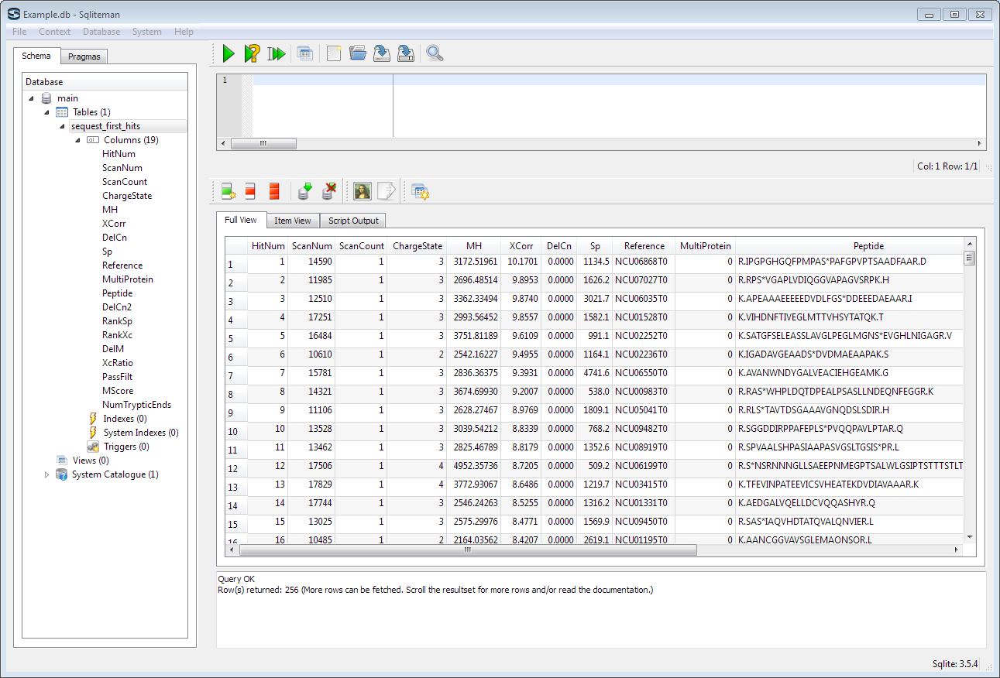 Example.db - Sqliteman
File Context Database System Help
Schema Pragmas
Database
main
Tables (1)
sequest_first_hits
Columns (19)
HitNum
ScanNum
ScanCount
ChargeState
MH
XCorr
DelCn
Sp
Reference
MultiProtein
Peptide
DelCn2
RankSp
RankXc
DelM
XcRatio
PassFilt
MScore
NumTrypticEnds
Indexes (0)
System Indexes (0)
Triggers (0)
Views (0)
System Catalogue (1)
1
Col: 1 Row: 1/1
Full View Item View Script Output
HitNum ScanNum ScanCount ChargeState MH XCorr DelCn Sp Reference MultiProtein Peptide
1 1 14590 1 3 3172.51961 10.1701 0.0000 1134.5 NCU06868T0 0 R.IPGPGHGQFPMPAS*PAFGPVPTSAADFAAR.D
2 2 11985 1 3 2696.48514 9.8953 0.0000 1626.2 NCU07027T0 0 R.RPS*VGAPLVDIQGGVAPAGVSRPK.H
3 3 12510 1 3 3362.33494 9.8740 0.0000 3021.7 NCU06035T0 0 K.APEAAAEEEEEDVDLFGS*DDEEEDAEAAR.I
4 4 17251 1 3 2993.56452 9.8557 0.0000 1582.1 NCU01528T0 0 K.VIHDNFTIVEGLMTTVHSYTATQK.T
5 5 16484 1 3 3751.81189 9.6109 0.0000 991.1 NCU02252T0 0 K.SATGFSELEASSLAVGLPEGLMGNS*EVGHLNIGAGR.V
6 6 10610 1 2 2542.16227 9.4955 0.0000 1164.1 NCU02236T0 0 K.IGADAVGEAADS*DVDMAEAAPAK.S
7 7 15781 1 3 2836.36375 9.3931 0.0000 4741.6 NCU06550T0 0 K.AVANWNDYGALVEACIEHGEAMK.G
8 8 14321 1 3 3674.69930 9.2007 0.0000 538.0 NCU00983T0 0 R.RAS*WHPLDQTDPEALPSASLLNDEQNFEGGR.K
9 9 11106 1 3 2628.27467 8.9769 0.0000 1809.1 NCU05041T0 0 R.RLS*TAVTDSGAAAVGNQDSLSDIR.H
10 10 13528 1 3 3039.54212 8.8339 0.0000 768.2 NCU09482T0 0 R.SGGDDIRPPAFEPLS*PVQQPAVLPTAR.Q
11 11 13462 1 3 2825.46789 8.8179 0.0000 1352.6 NCU08919T0 0 R.SPVAALSHPASIAAPASVGSLTGSIS*PR.L
12 12 17506 1 4 4952.35736 8.7205 0.0000 509.2 NCU06199T0 0 R.S*NSRNNNGLLSAEEPNMEGPTSALWLGSIPTSTTTSTLT
13 13 17829 1 4 3772.93067 8.6486 0.0000 1219.7 NCU03415T0 0 K.TFEVINPATEEVICSVHEATEKDVDIAVAAAR.K
14 14 17744 1 3 2546.24263 8.5255 0.0000 1316.2 NCU01331T0 0 K.AEDGALVQELLDCVQQASHYR.Q
15 15 13025 1 3 2575.29976 8.4771 0.0000 1569.9 NCU09450T0 0 R.SAS*IAQVHDTATQVALQNVIER.L
16 16 10485 1 2 2164.03562 8.4207 0.0000 2619.1 NCU01195T0 0 K.AANCGGVAVSGLEMAQNSQR.L
Query OK
Row(s) returned: 256 (More rows can be fetched. Scroll the resultset for more rows and/or read the documentation.)
Sqlite: 3.5.4